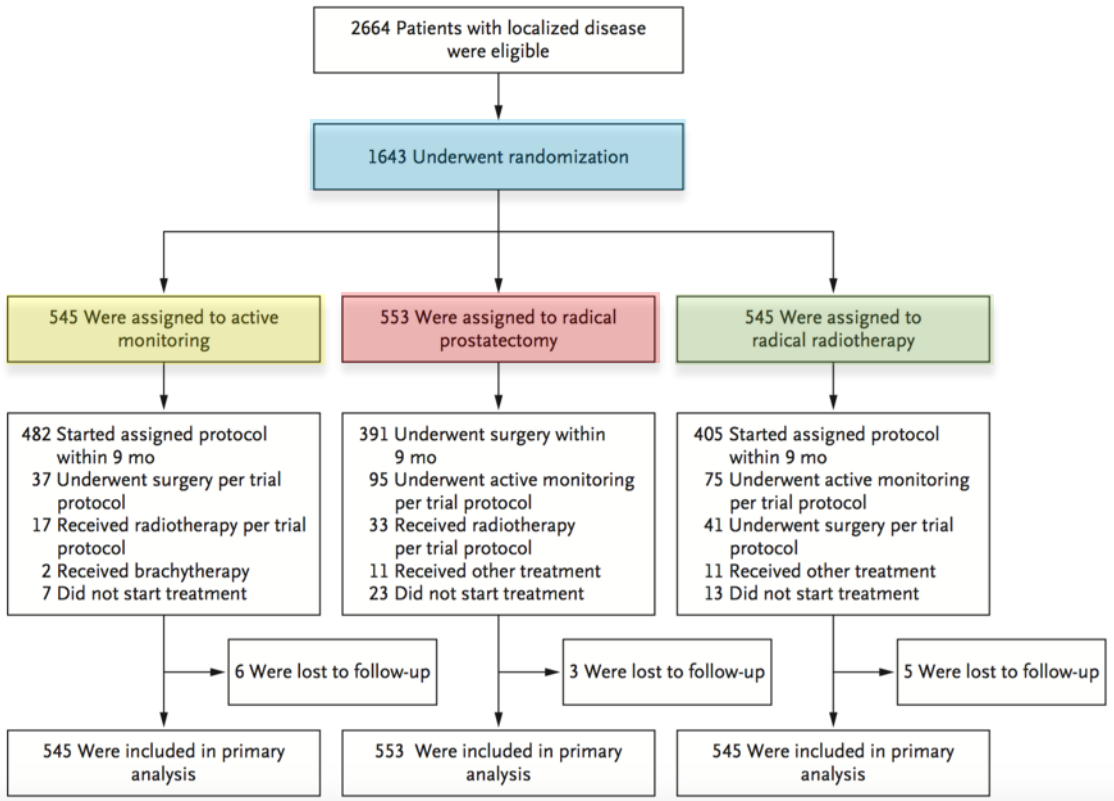 2664 Patients with localized disease
were eligible
1643 Underwent randomization
545 Were assigned to active
monitoring
553 Were assigned to radical
prostatectomy
545 Were assigned to
radical radiotherapy
482 Started assigned protocol
within 9 mo
37 Underwent surgery per trial
protocol
17 Received radiotherapy per trial
protocol
2 Received brachytherapy
7 Did not start treatment
391 Underwent surgery within
9 mo
95 Underwent active monitoring
per trial protocol
33 Received radiotherapy
per trial protocol
11 Received other treatment
23 Did not start treatment
405 Started assigned protocol
within 9 mo
75 Underwent active monitoring
per trial protocol
41 Underwent surgery per trial
protocol
11 Received other treatment
13 Did not start treatment
6 Were lost to follow-up
3 Were lost to follow-up
5 Were lost to follow-up
545 Were included in primary
analysis
553 Were included in primary
analysis
545 Were included in primary
analysis